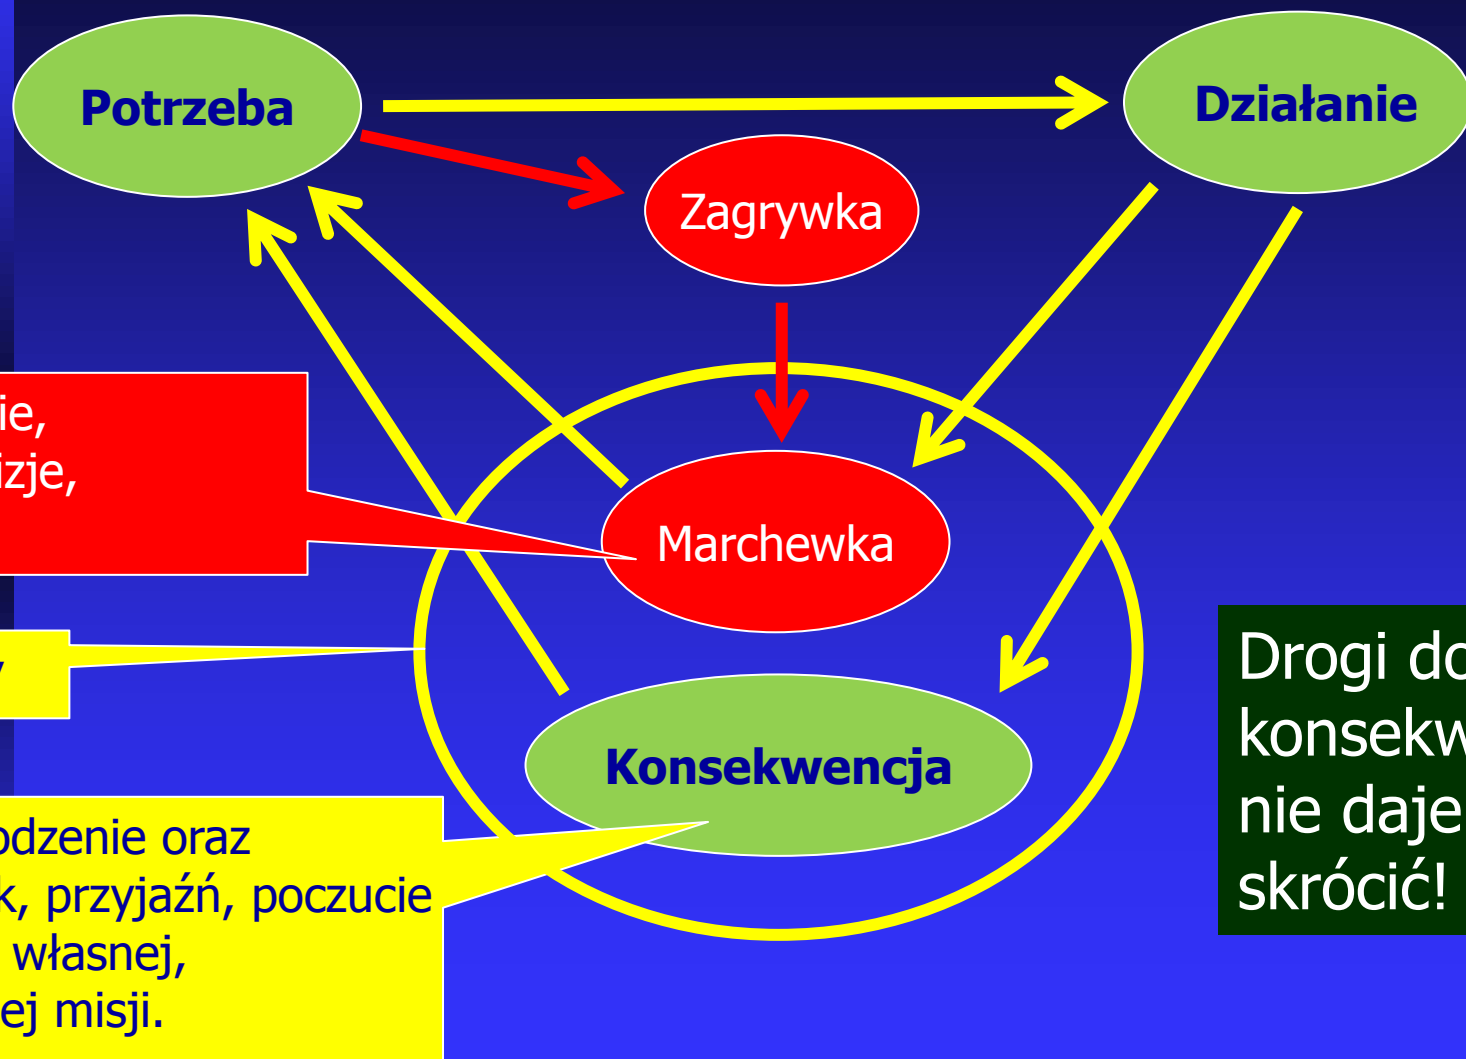 Potrzeba
Działanie
Zagrywka
ie,
izje,
Marchewka
Konsekwencja
odzenie oraz
k, przyjaźń, poczucie
własnej,
ej misji.
Drogi do
konsekw
nie daje
skrócić!